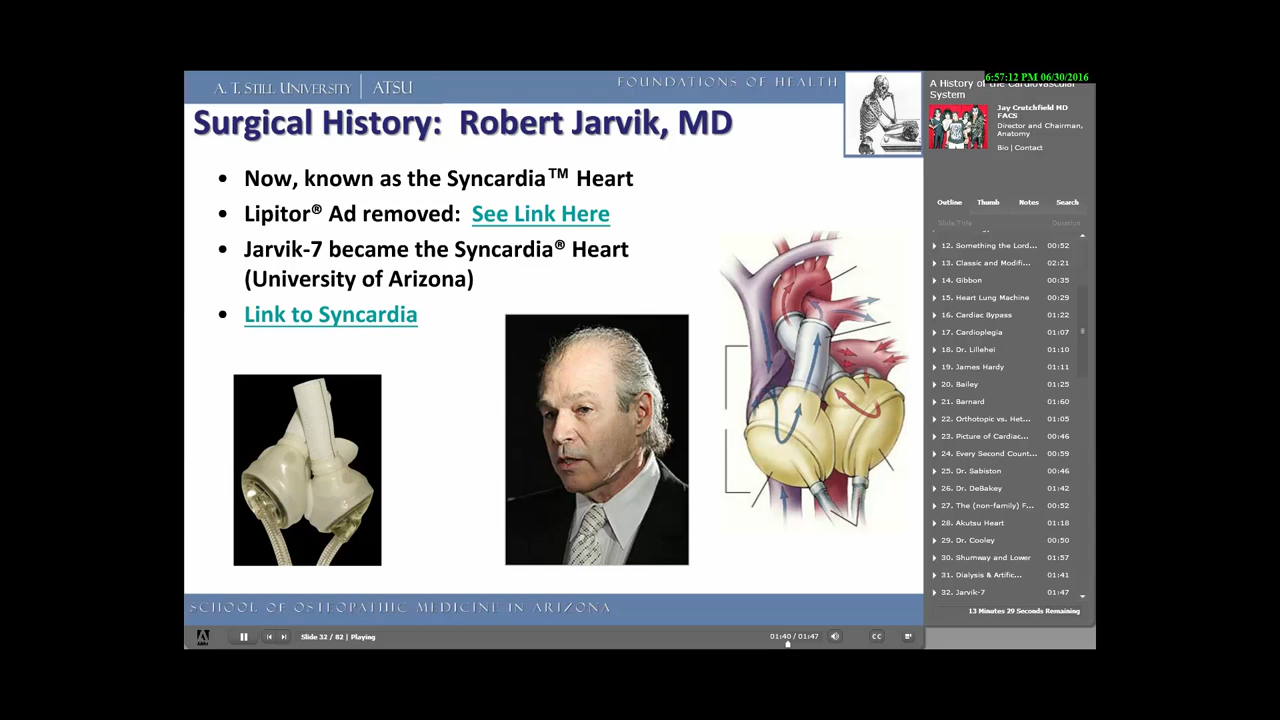 A. T. STILL UNIVERSITY | ATSU
FOUNDATIONS OF HEALTH
Surgical History: Robert Jarvik, MD
• Now, known as the Syncardia™ Heart
• Lipitor® Ad removed: See Link Here
• Jarvik-7 became the Syncardia® Heart
(University of Arizona)
• Link to Syncardia
SCHOOL OF OSTEOPATHIC MEDICINE IN ARIZONA
6:57:12 PM 06/30/2016
A History of the Cardiovascular
System
Jay Crutchfield MD
FACS
Director and Chairman,
Anatomy
Bio | Contact
Outline Thumb Notes Search
Slide Title Duration
12. Something the Lord... 00:52
13. Classic and Modifi... 02:21
14. Gibbon 00:35
15. Heart Lung Machine 00:29
16. Cardiac Bypass 01:22
17. Cardioplegia 01:07
18. Dr. Lillehei 01:10
19. James Hardy 01:11
20. Bailey 01:25
21. Barnard 01:60
22. Orthotopic vs. Het... 01:05
23. Picture of Cardiac... 00:46
24. Every Second Count... 00:59
25. Dr. Sabiston 00:46
26. Dr. DeBakey 01:42
27. The (non-family) F... 00:52
28. Akutsu Heart 01:18
29. Dr. Cooley 00:50
30. Shumway and Lower 01:57
31. Dialysis & Artific... 01:41
32. Jarvik-7 01:47
13 Minutes 29 Seconds Remaining
Slide 32 / 82 | Playing
01:40 / 01:47
CC